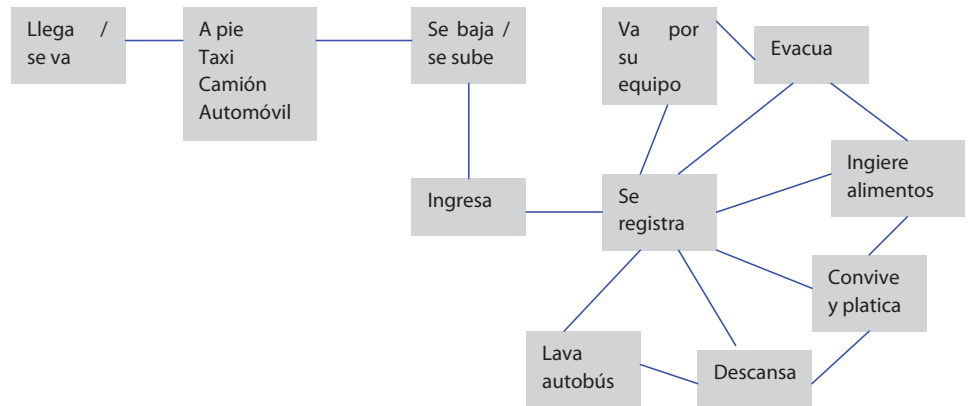 Llega /
se va
A pie
Taxi
Camión
Automóvil
Se baja /
se sube
Va por
su
equipo
Evacua
Ingresa
Se
registra
Ingiere
alimentos
Convive
y platica
Lava
autobús
Descansa